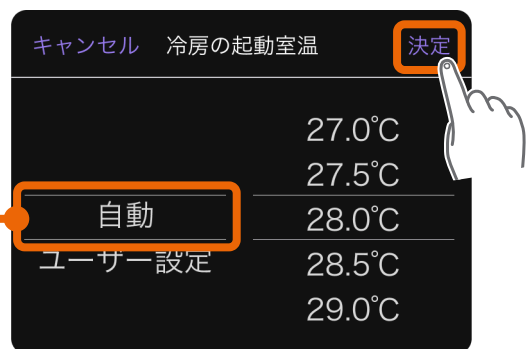 キャンセル 冷房の起動室温 決定
27.0℃
27.5℃
自動 28.0℃
ユーザー設定 28.5℃
29.0℃